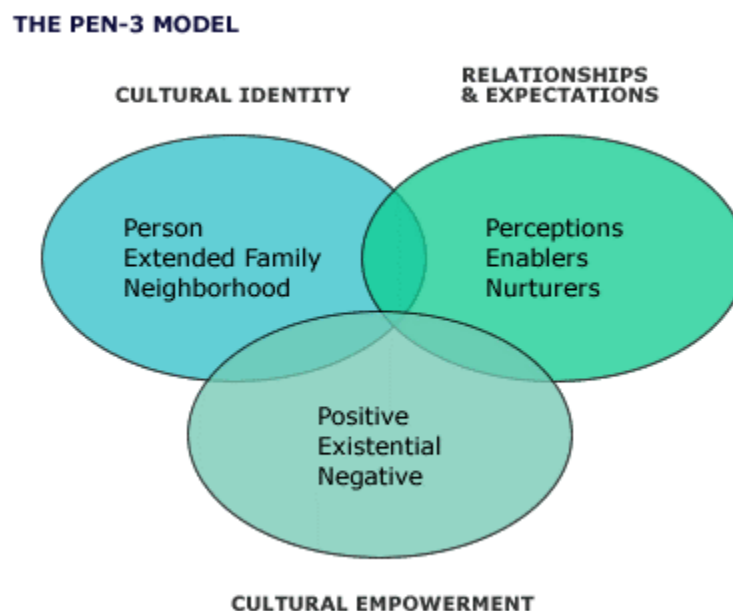 THE PEN-3 MODEL
CULTURAL IDENTITY
RELATIONSHIPS
& EXPECTATIONS
Person
Extended Family
Neighborhood
Perceptions
Enablers
Nurturers
Positive
Existential
Negative
CULTURAL EMPOWERMENT